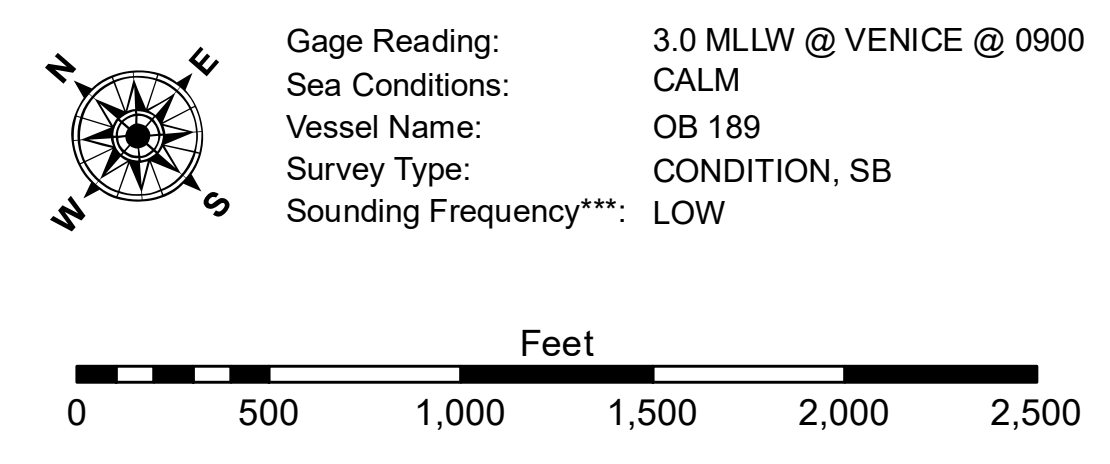 N E
W S
Gage Reading: 3.0 MLLW @ VENICE @ 0900
Sea Conditions: CALM
Vessel Name: OB 189
Survey Type: CONDITION, SB
Sounding Frequency***: LOW
Feet
0 500 1,000 1,500 2,000 2,500